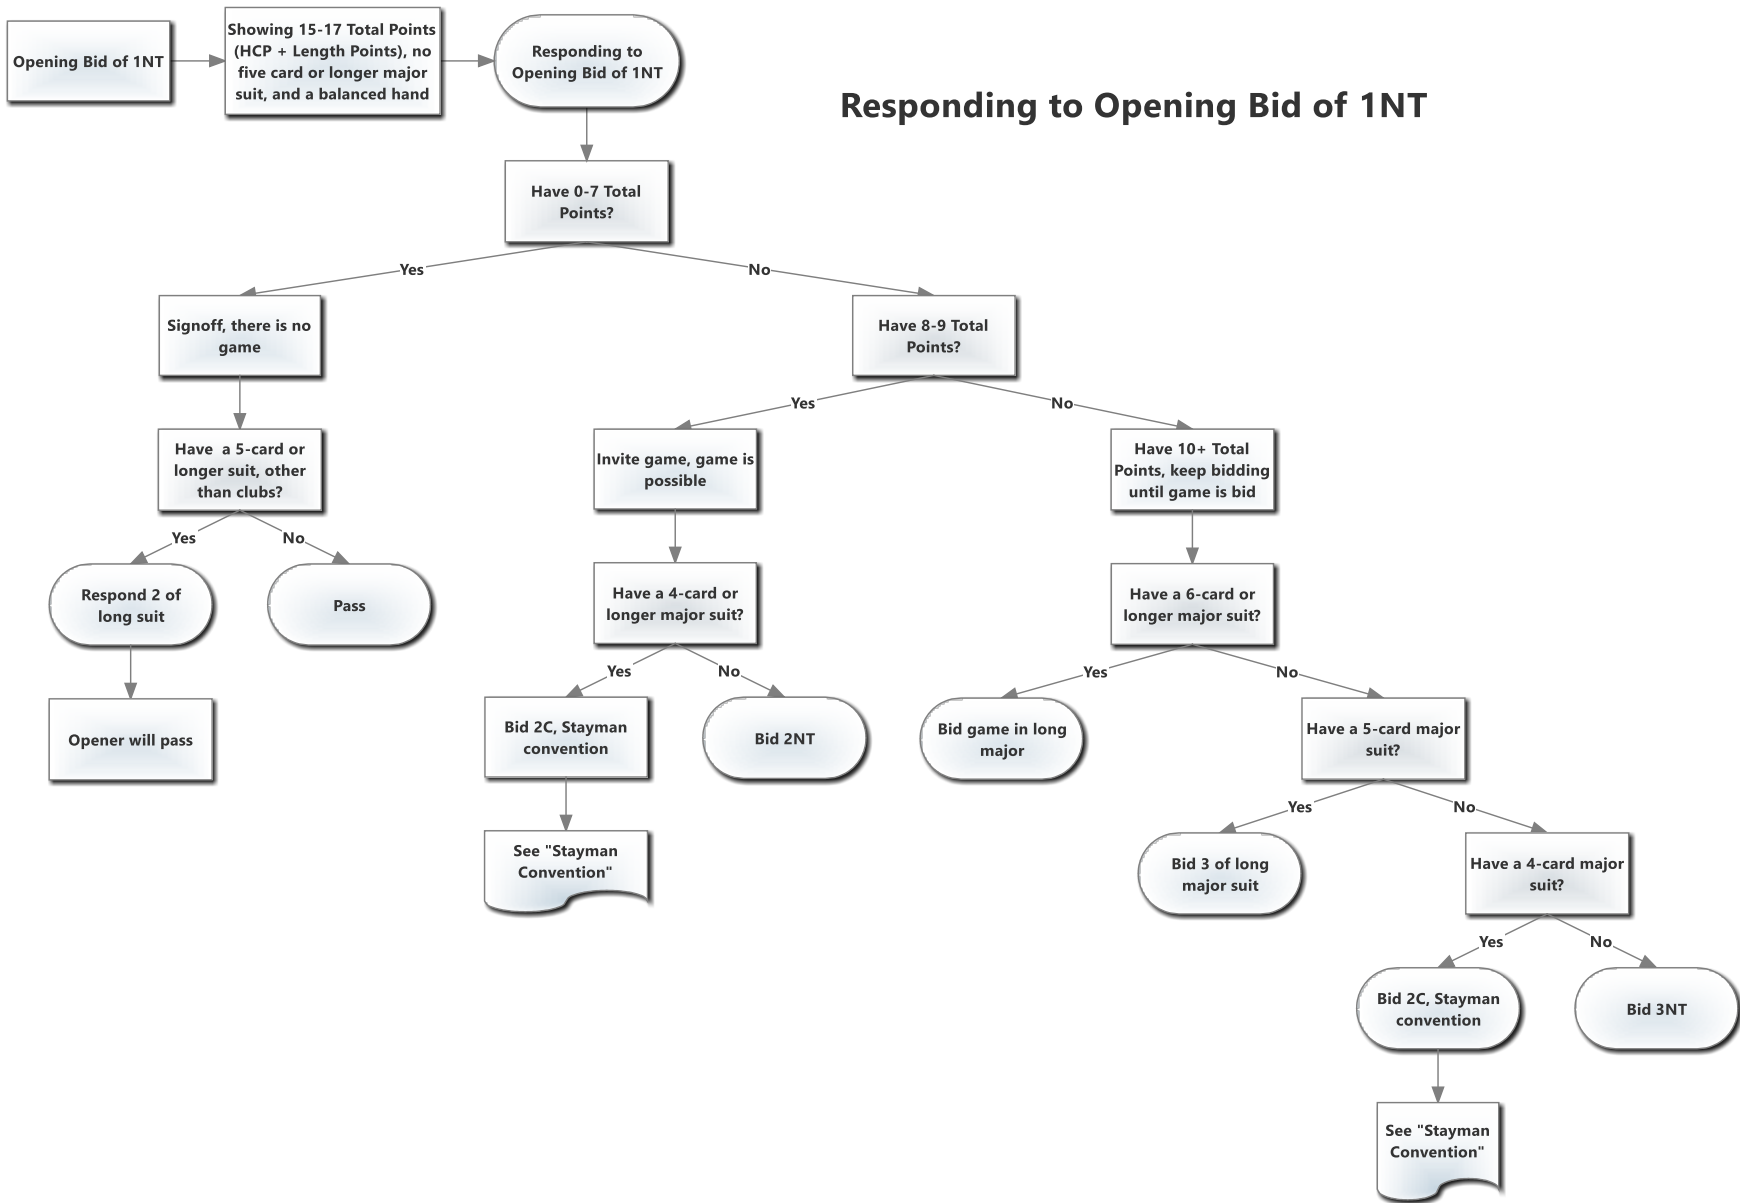 Opening Bid of 1NT
Showing 15-17 Total Points
(HCP + Length Points), no
five card or longer major
suit, and a balanced hand
Responding to
Opening Bid of 1NT
Responding to Opening Bid of 1NT
Have 0-7 Total
Points?
Yes
No
Signoff, there is no
game
Have 8-9 Total
Points?
Yes
No
Have a 5-card or
longer suit, other
than clubs?
Invite game, game is
possible
Have 10+ Total
Points, keep bidding
until game is bid
Yes
No
Respond 2 of
long suit
Pass
Have a 4-card or
longer major suit?
Have a 6-card or
longer major suit?
Yes
No
Yes
No
Opener will pass
Bid 2C, Stayman
convention
Bid 2NT
Bid game in long
major
Have a 5-card major
suit?
Yes
No
See "Stayman
Convention"
Bid 3 of long
major suit
Have a 4-card major
suit?
Yes
No
Bid 2C, Stayman
convention
Bid 3NT
See "Stayman
Convention"